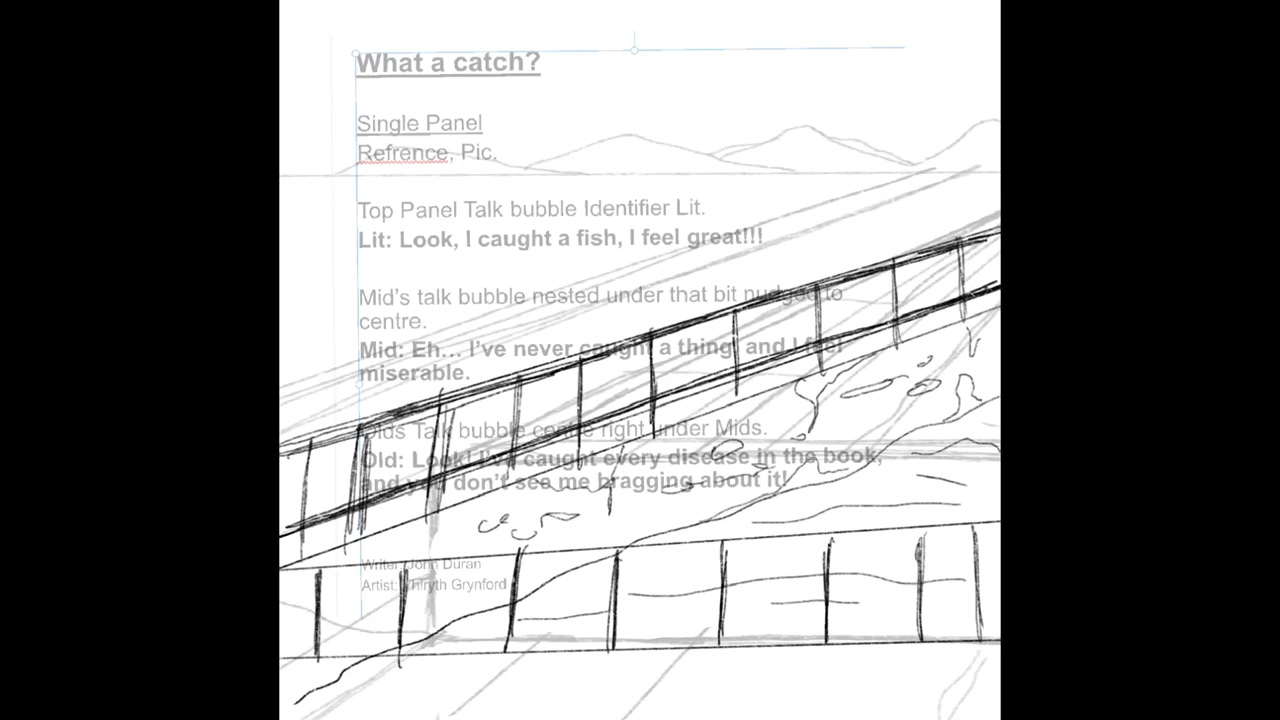 What a catch?
Single Panel
Refrence, Pic.
Top Panel Talk bubble Identifier Lit.
Lit: Look, I caught a fish, I feel great!!!
Mid's talk bubble nested under that bit nudged to
centre.
Mid: Eh... I've never caught a thing, and I feel
miserable.
Olds Talk bubble centre right under Mids.
Old: Look! I've caught every disease in the book,
and you don't see me bragging about it!
Writer: John Duran
Artist: Whiryth Grynford